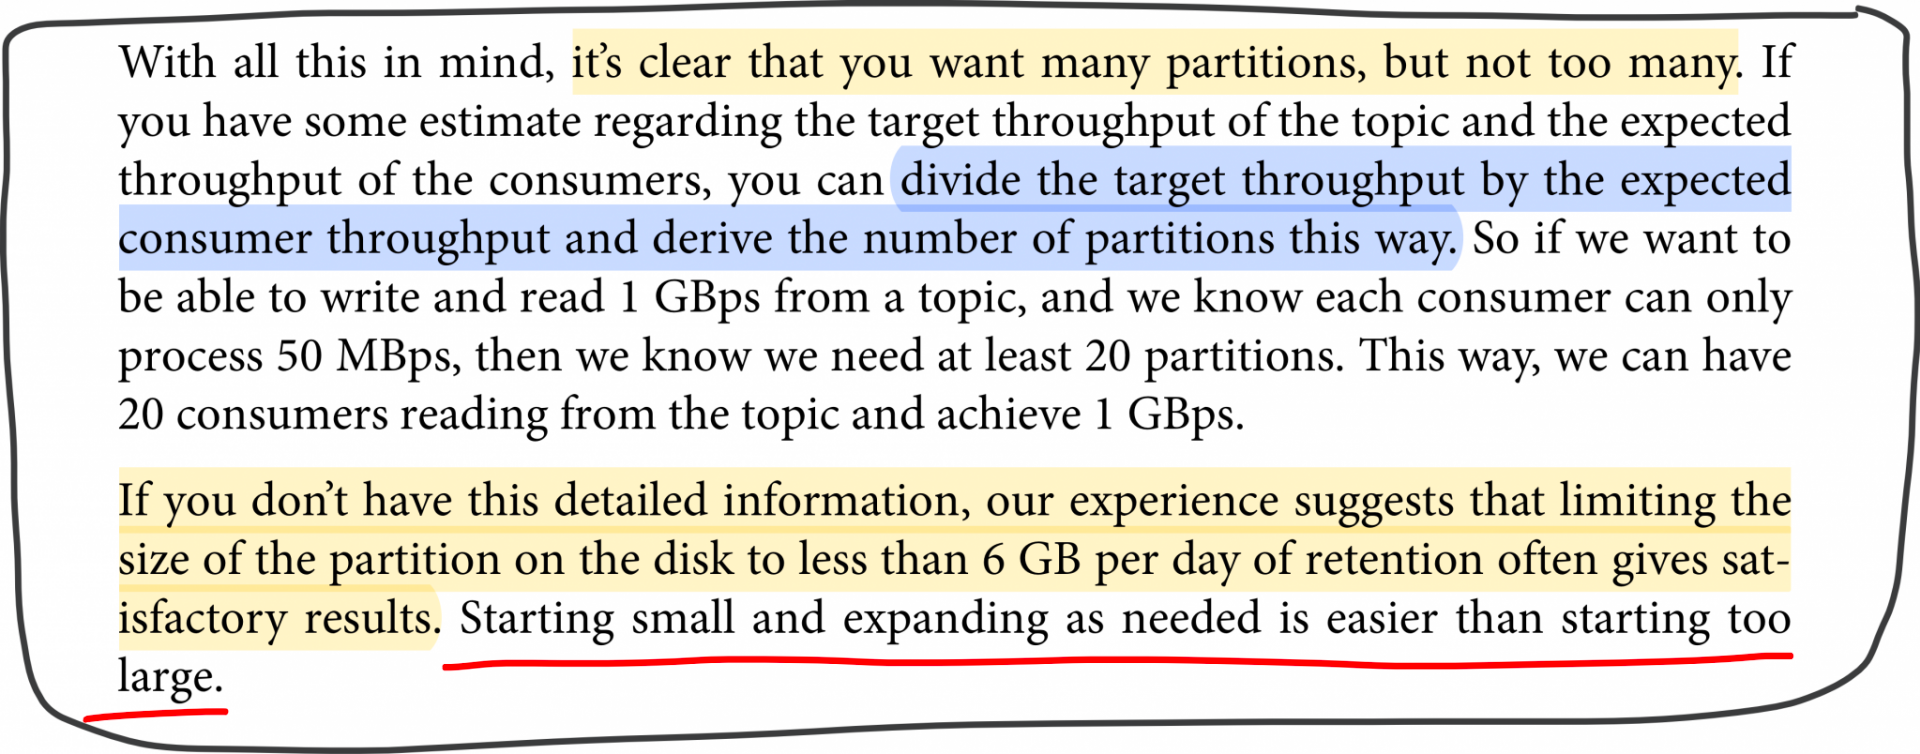 With all this in mind, it’s clear that you want many partitions, but not too many. If
you have some estimate regarding the target throughput of the topic and the expected
throughput of the consumers, you can divide the target throughput by the expected
consumer throughput and derive the number of partitions this way. So if we want to
be able to write and read 1 GBps from a topic, and we know each consumer can only
process 50 MBps, then we know we need at least 20 partitions. This way, we can have
20 consumers reading from the topic and achieve 1 GBps.
If you don’t have this detailed information, our experience suggests that limiting the
size of the partition on the disk to less than 6 GB per day of retention often gives sat-
isfactory results. Starting small and expanding as needed is easier than starting too
large.